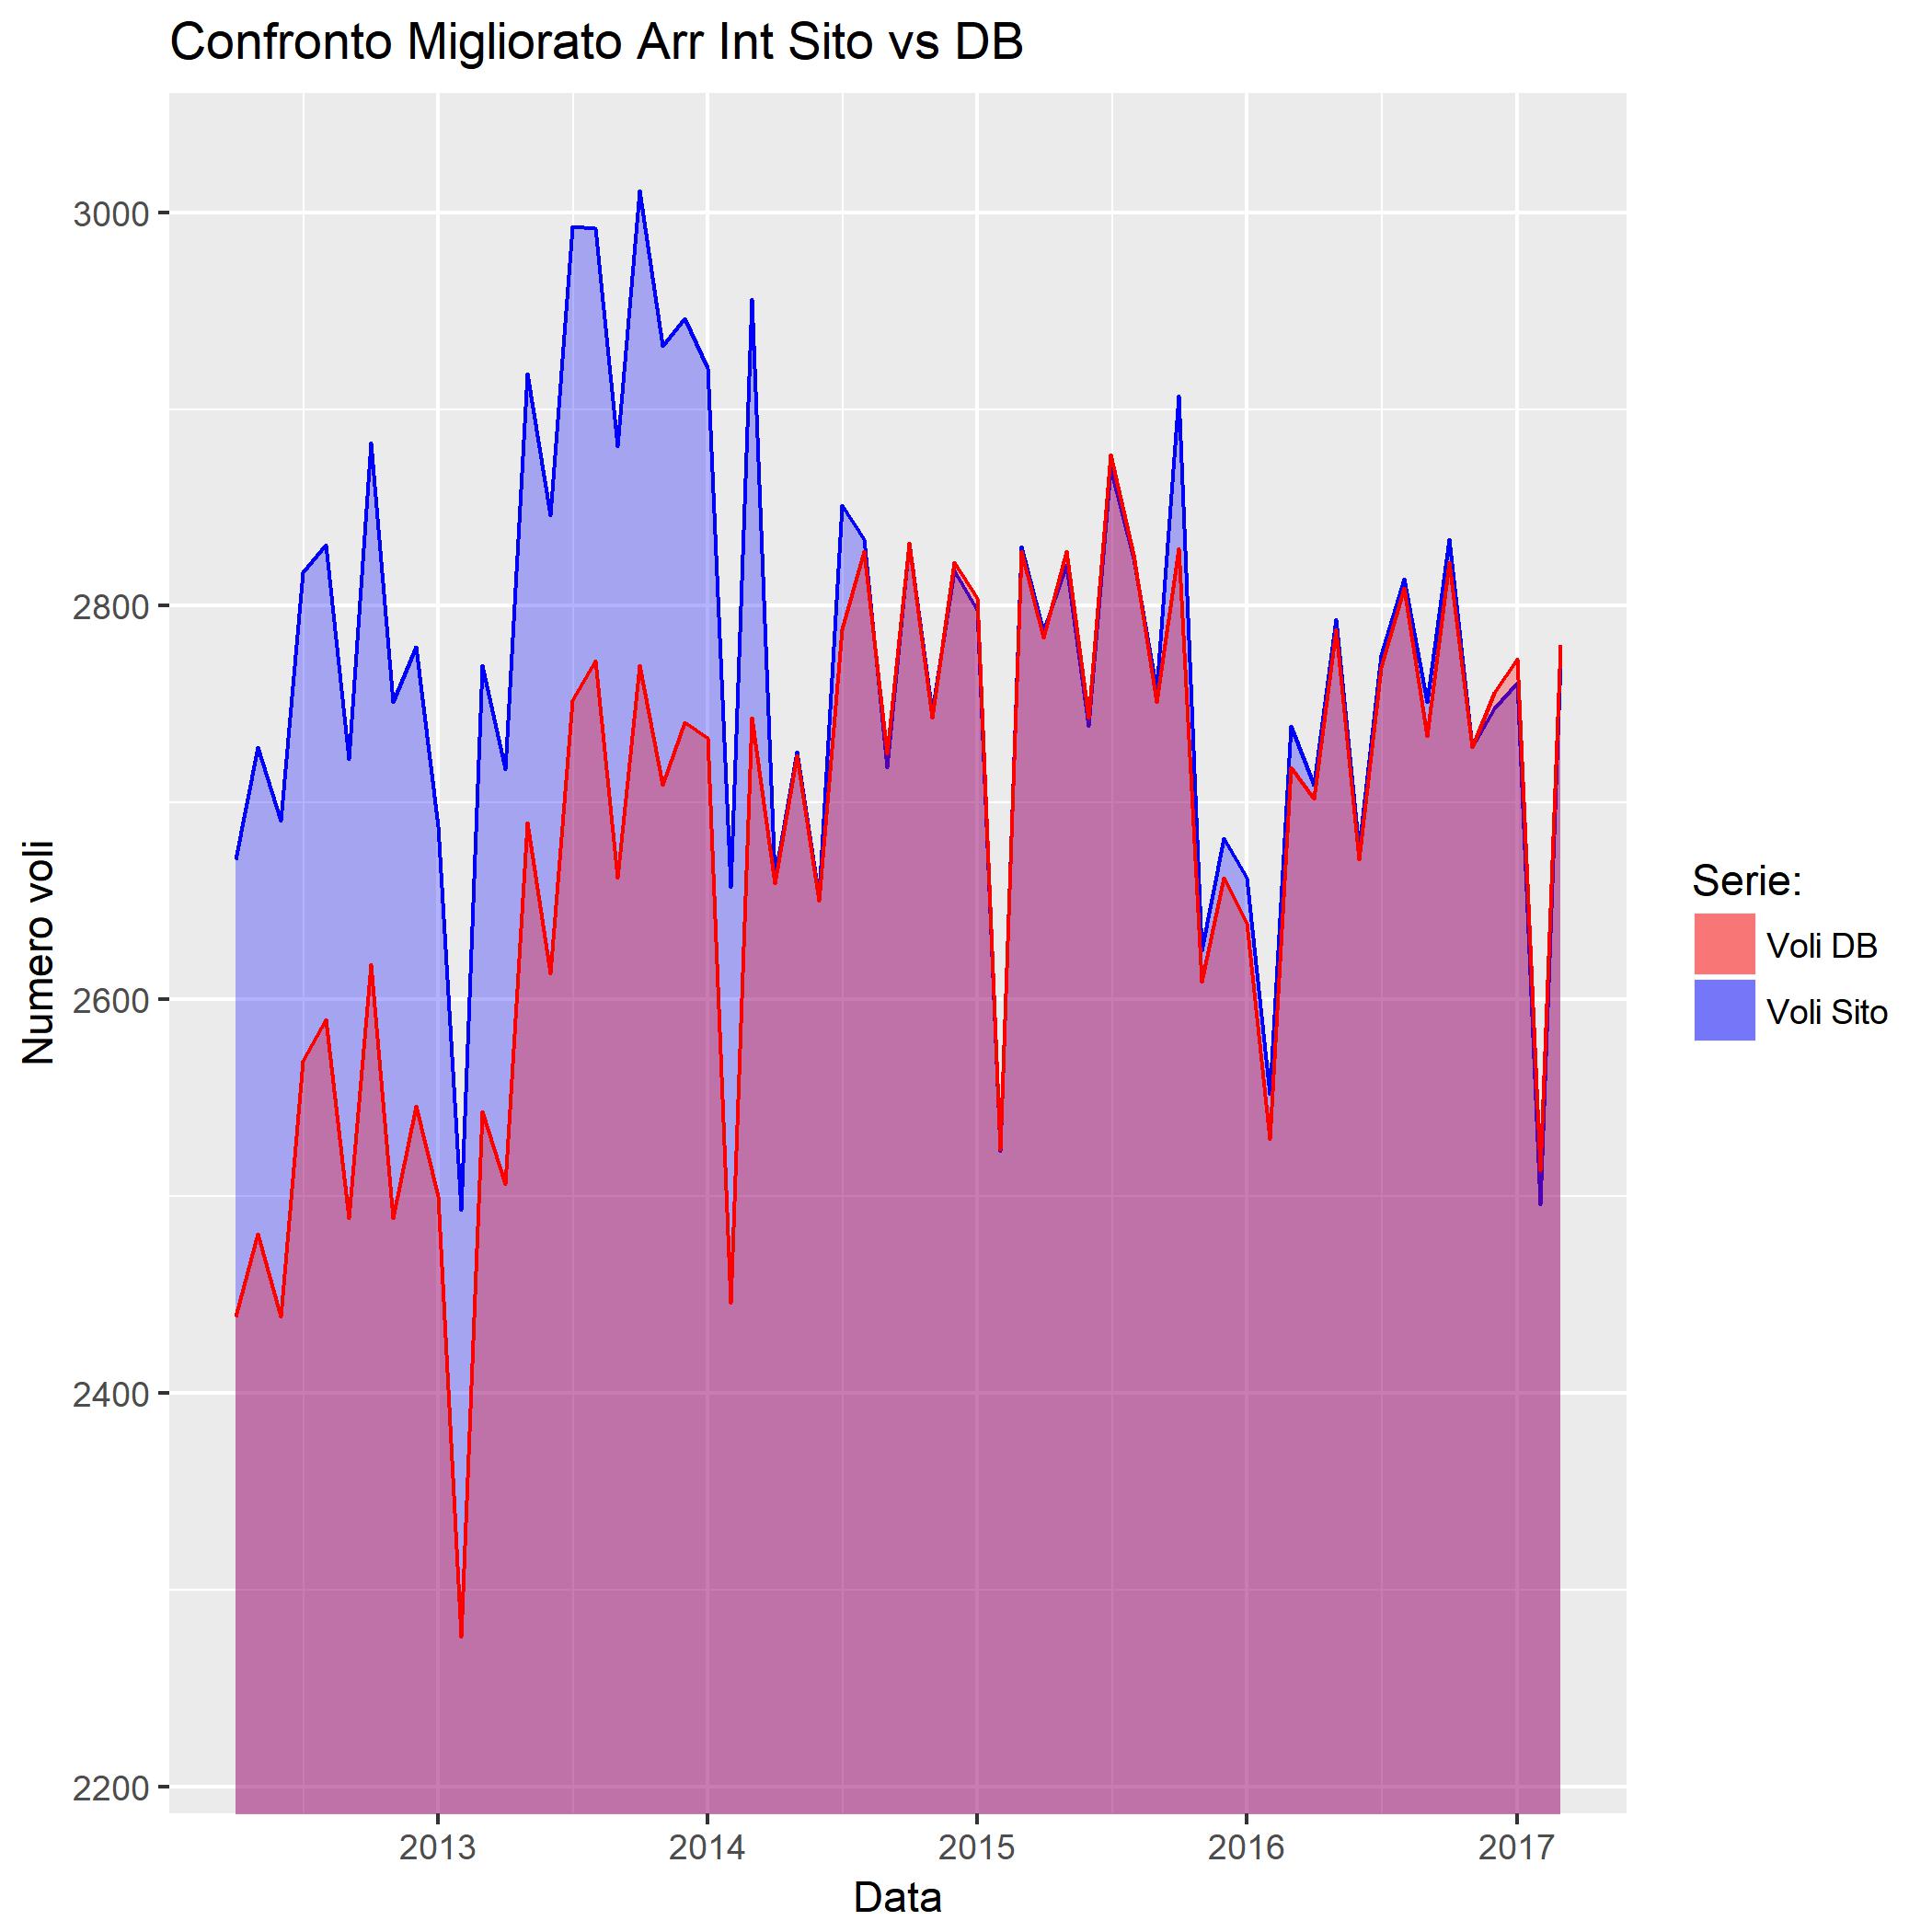 Confronto Migliorato Arr Int Sito vs DB
3000
2800
2600
2400
2200
Numero voli
2013 2014 2015 2016 2017
Data
Serie:
Voli DB
Voli Sito